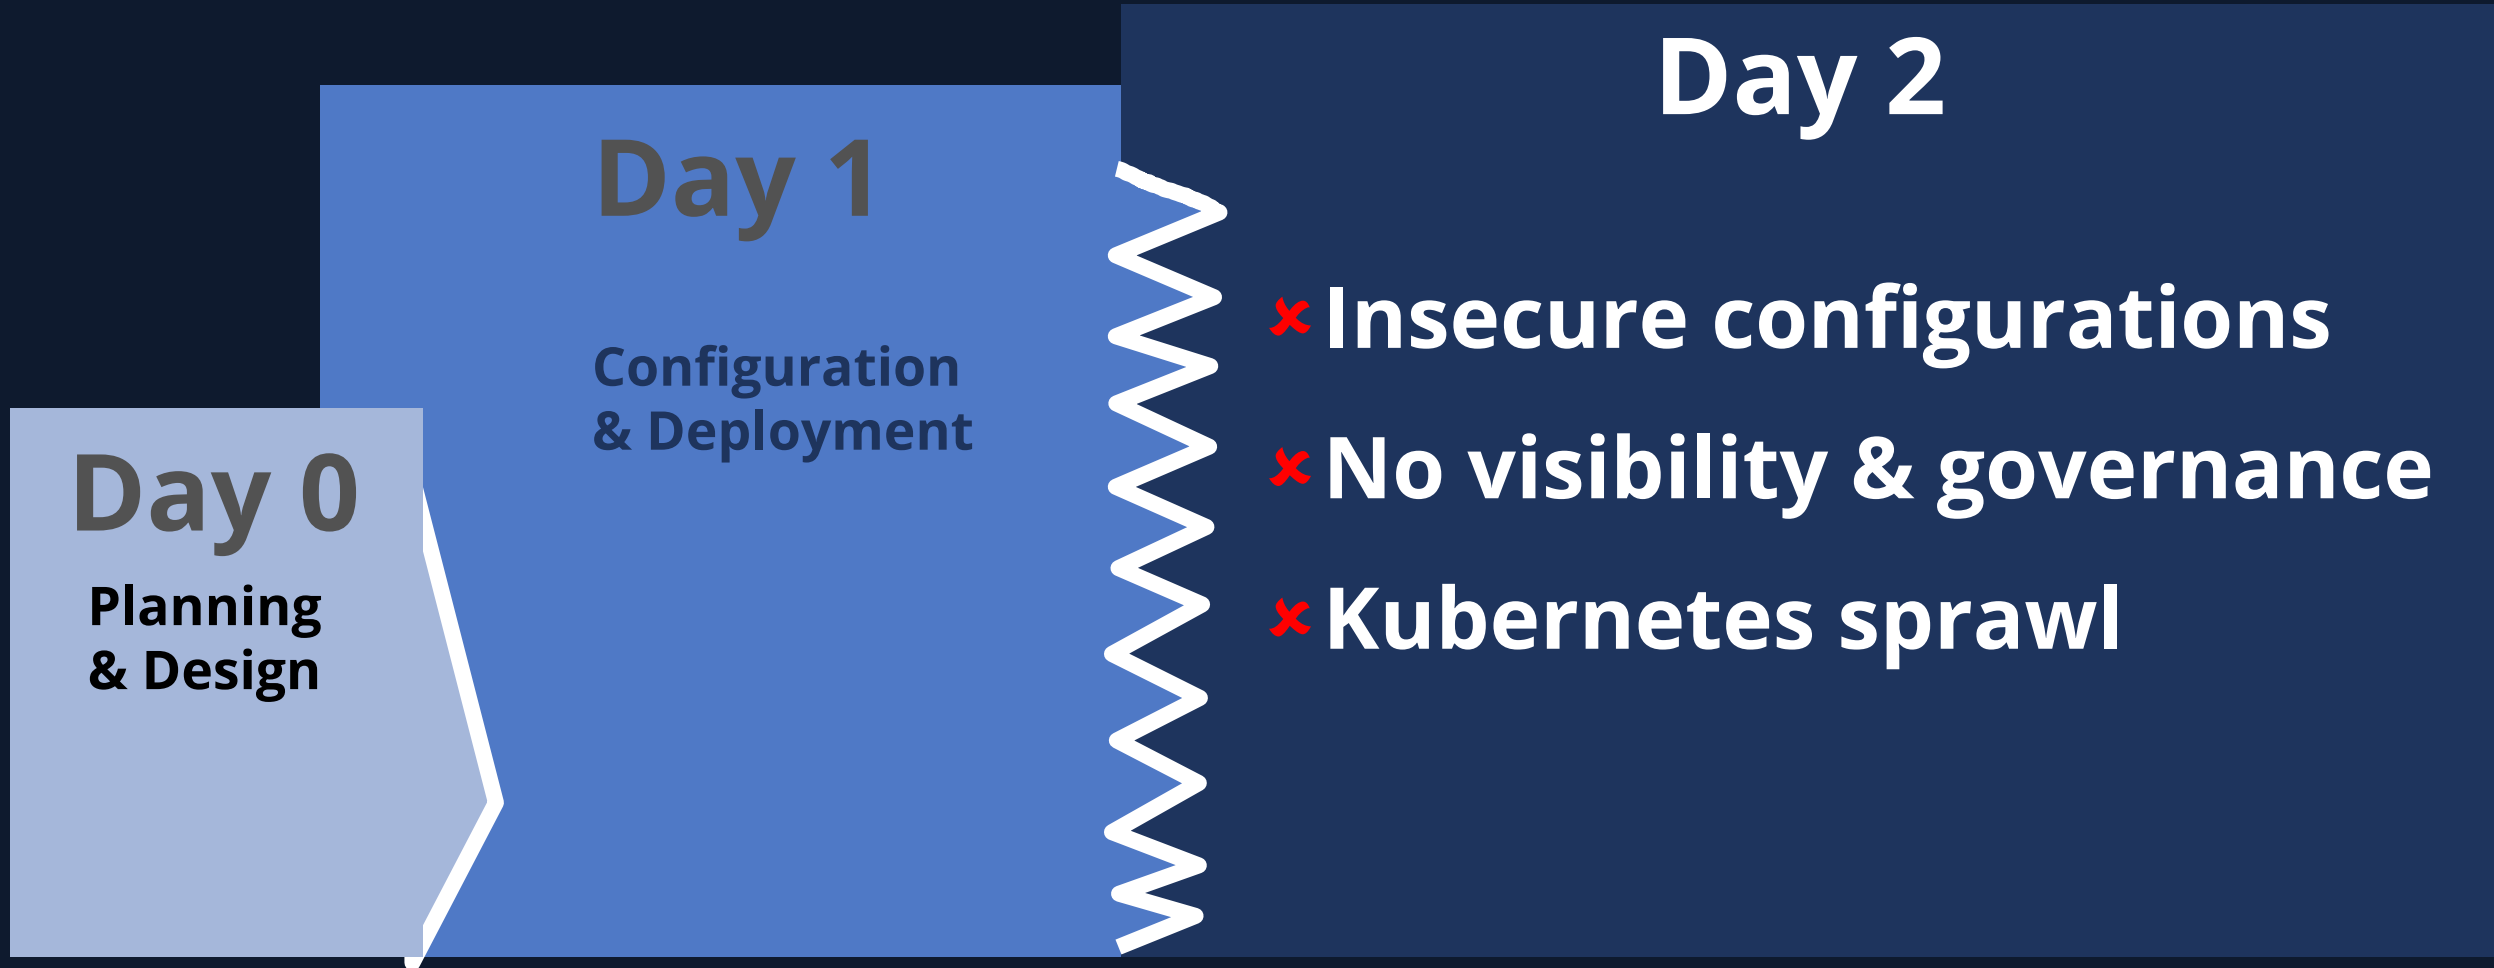 Day 0
Planning
& Design
Day 1
Configuration
& Deployment
Day 2
✘ Insecure configurations
✘ No visibility & governance
✘ Kubernetes sprawl